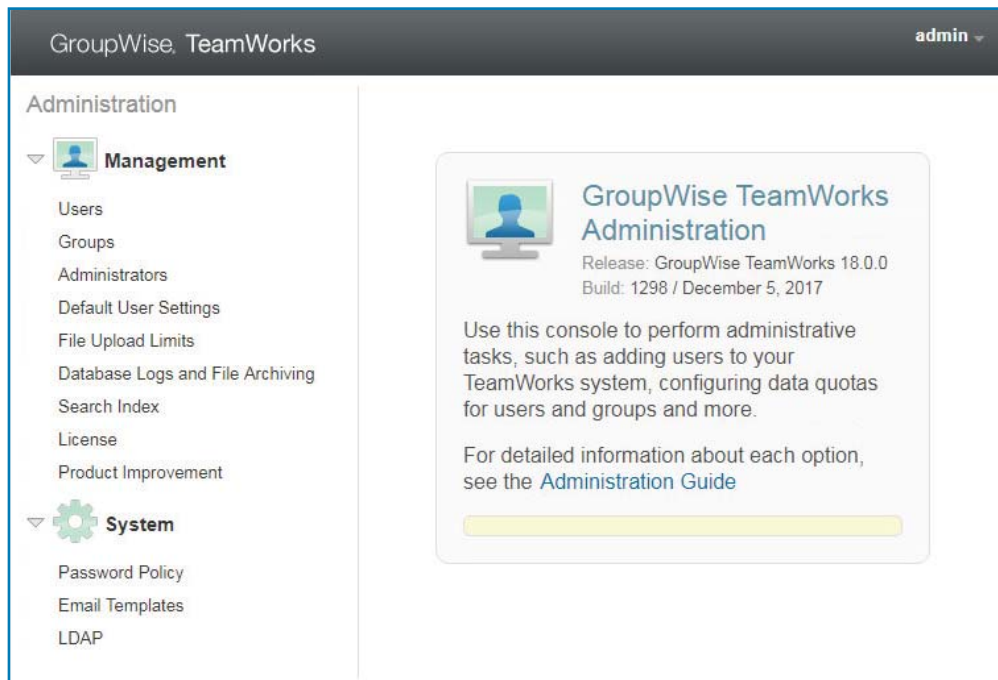 GroupWise. TeamWorks
admin
Administration
Management
Users
Groups
Administrators
Default User Settings
File Upload Limits
Database Logs and File Archiving
Search Index
License
Product Improvement
System
Password Policy
Email Templates
LDAP
GroupWise TeamWorks
Administration
Release: GroupWise TeamWorks 18.0.0
Build: 1298 / December 5, 2017
Use this console to perform administrative
tasks, such as adding users to your
TeamWorks system, configuring data quotas
for users and groups and more.
For detailed information about each option,
see the Administration Guide